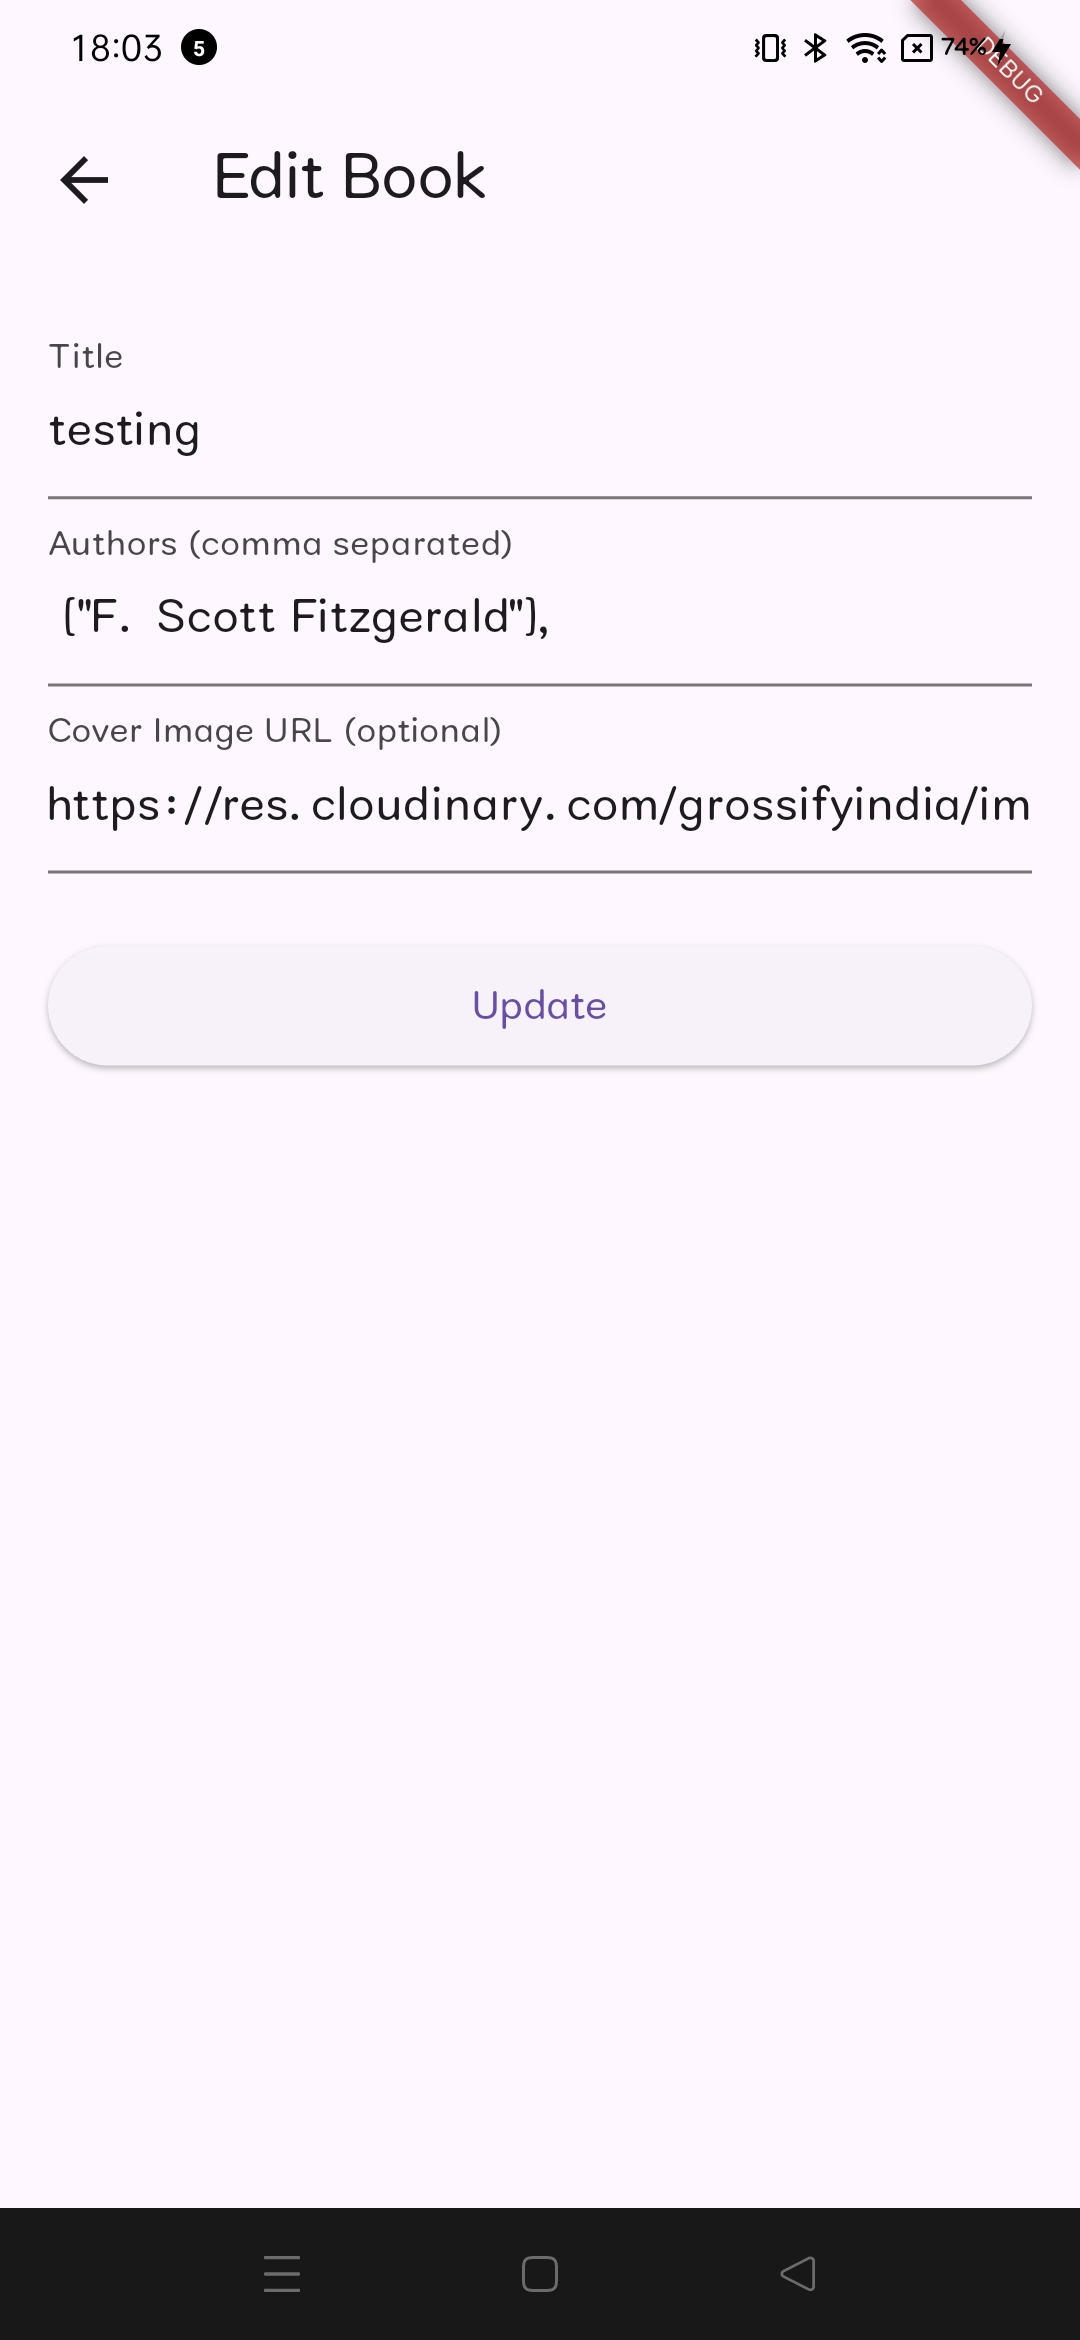 18:03 5 74%
DEBUG
Edit Book
Title
testing
Authors (comma separated)
["F. Scott Fitzgerald"],
Cover Image URL (optional)
https://res.cloudinary.com/grossifyindia/im
Update